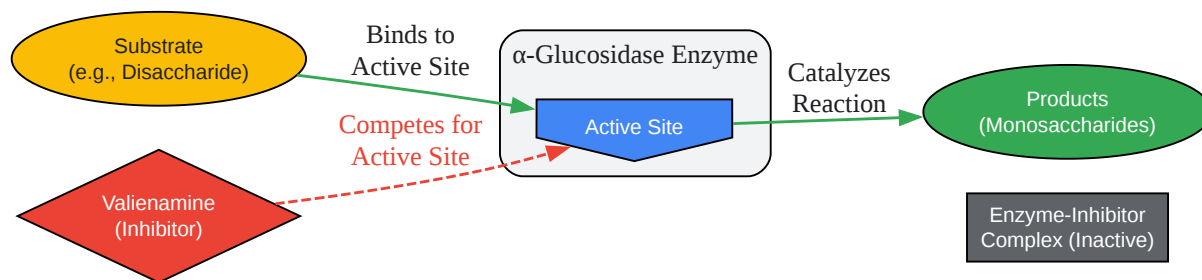 Substrate
(e.g., Disaccharide)
Binds to
Active Site
α-Glucosidase Enzyme
Active Site
Catalyzes
Reaction
Products
(Monosaccharides)
Competes for
Active Site
Valienamine
(Inhibitor)
Enzyme-Inhibitor
Complex (Inactive)